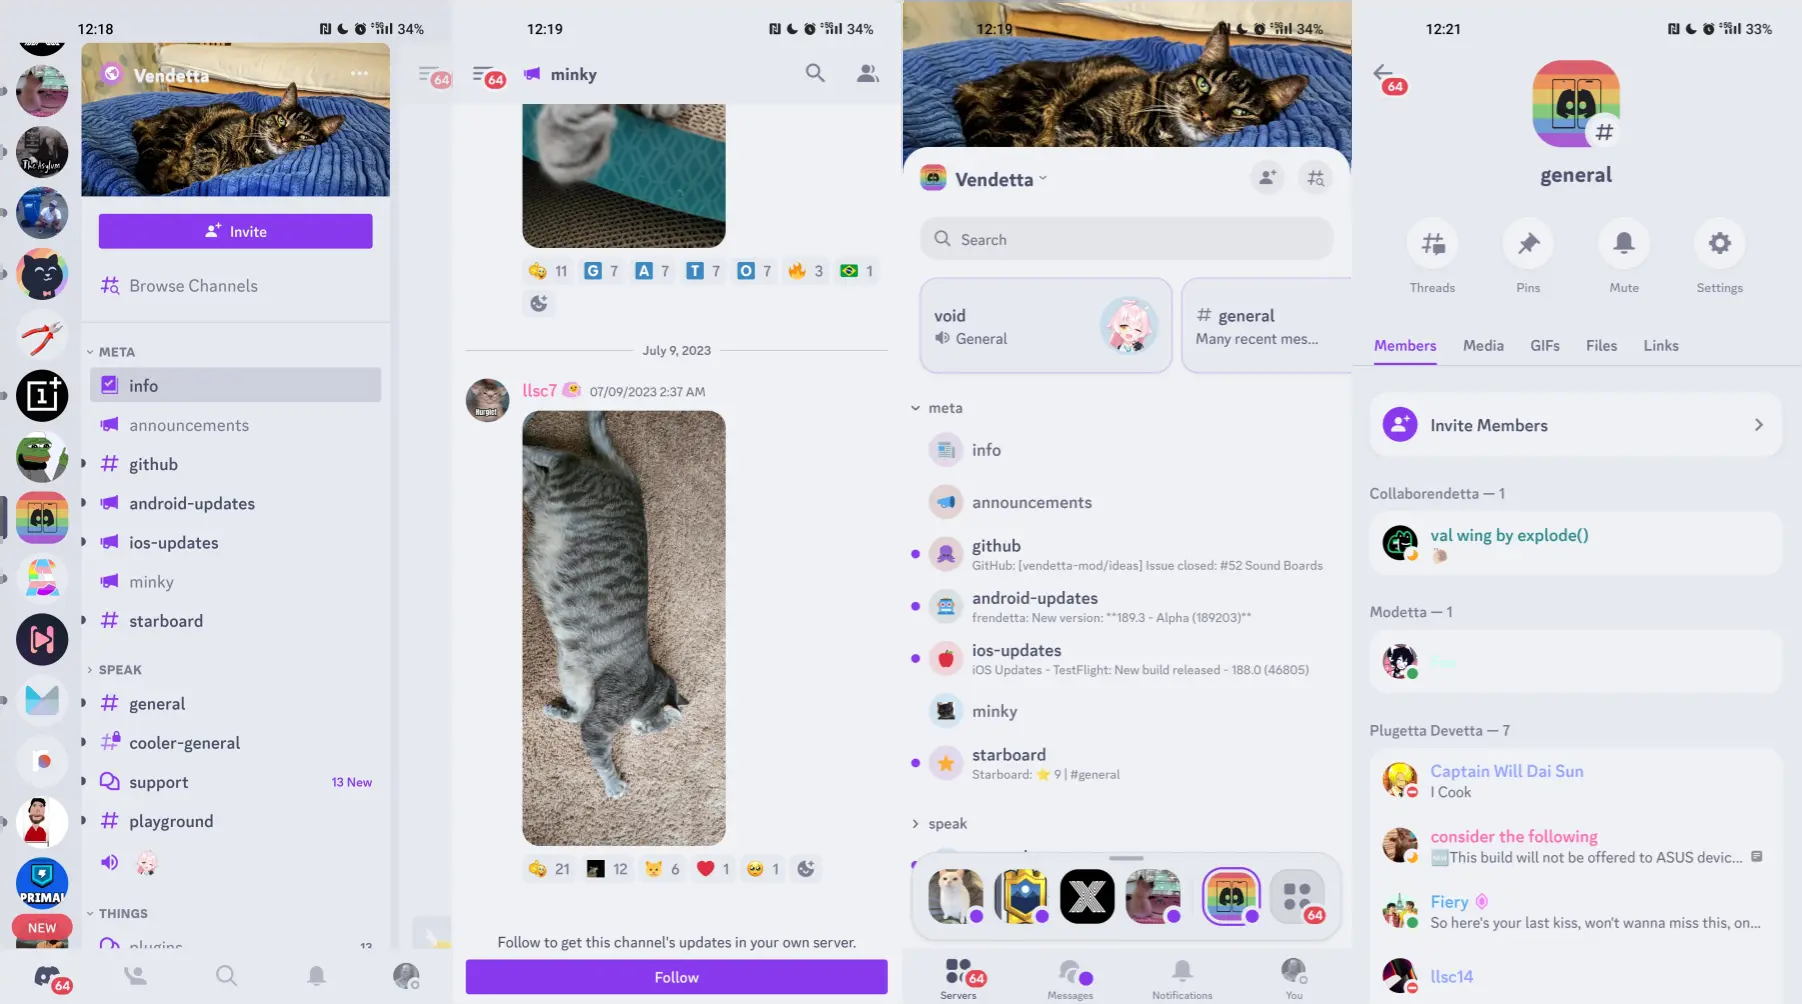 12:18
34%
Vendetta
64
The Asylum
Invite
Browse Channels
META
info
announcements
github
android-updates
ios-updates
minky
starboard
SPEAK
general
cooler-general
support
13 New
playground
PRIMAL
THINGS
NEW
plugins
13
64
12:19
34%
64
minky
11
G 7
A 7
T 7
O 7
3
1
July 9, 2023
llsc7 07/09/2023 2:37 AM
21
12
6
1
1
Follow to get this channel's updates in your own server.
Follow
12:19
34%
Vendetta
Search
void
General
general
Many recent mes...
meta
info
announcements
github
GitHub: [vendetta-mod/ideas] Issue closed: #52 Sound Boards
android-updates
frendetta: New version: **189.3 - Alpha (189203)**
ios-updates
iOS Updates - TestFlight: New build released - 188.0 (46805)
minky
starboard
Starboard: ⭐ 9 | #general
speak
64
64
Servers
Messages
Notifications
You
12:21
33%
64
general
Threads
Pins
Mute
Settings
Members
Media
GIFs
Files
Links
Invite Members
Collaborendetta — 1
val wing by explode()
Modetta — 1
Plugetta Devetta — 7
Captain Will Dai Sun
I Cook
consider the following
🆕This build will not be offered to ASUS devic...
Fiery
So here's your last kiss, won't wanna miss this, on...
llsc14